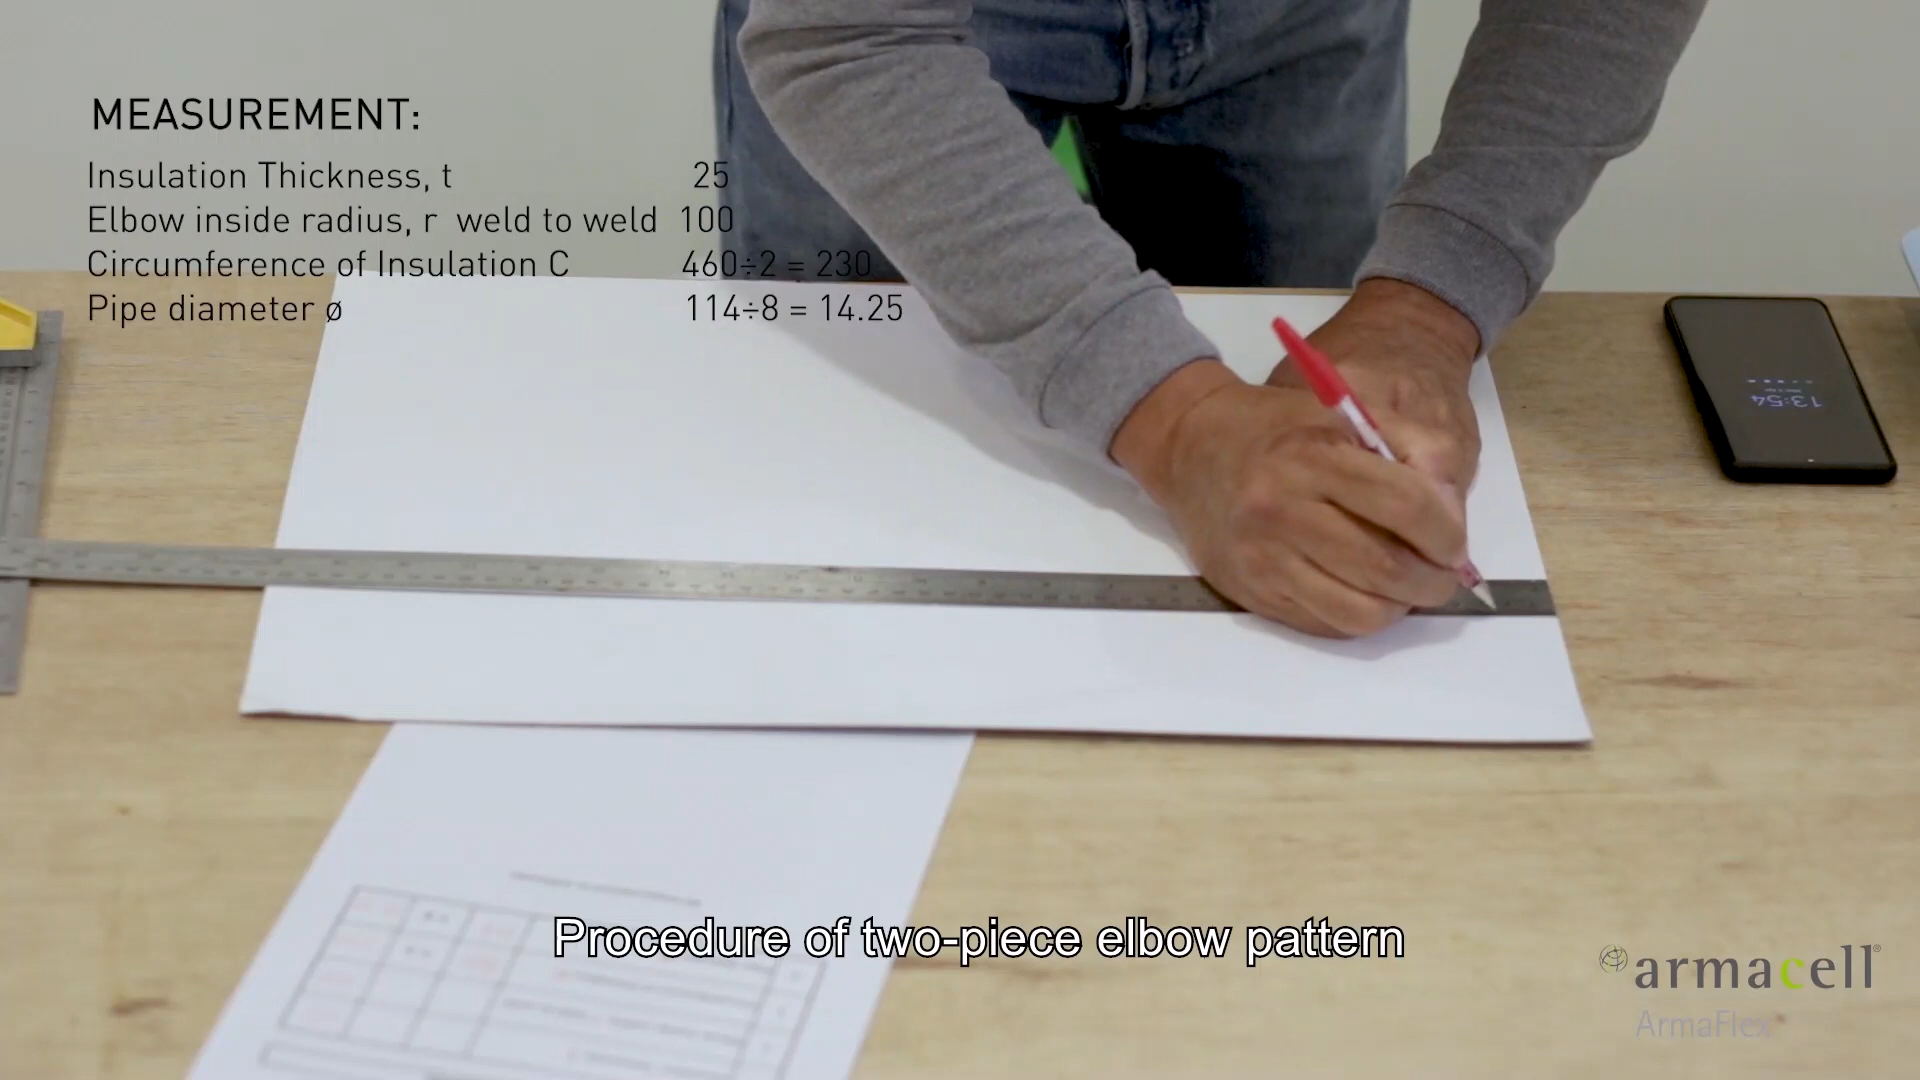 MEASUREMENT:
Insulation Thickness, t 25
Elbow inside radius, r weld to weld 100
Circumference of Insulation C 460÷2 = 230
Pipe diameter ø 114÷8 = 14.25
13:54
Procedure of two-piece elbow pattern
armacell®
ArmaFlex